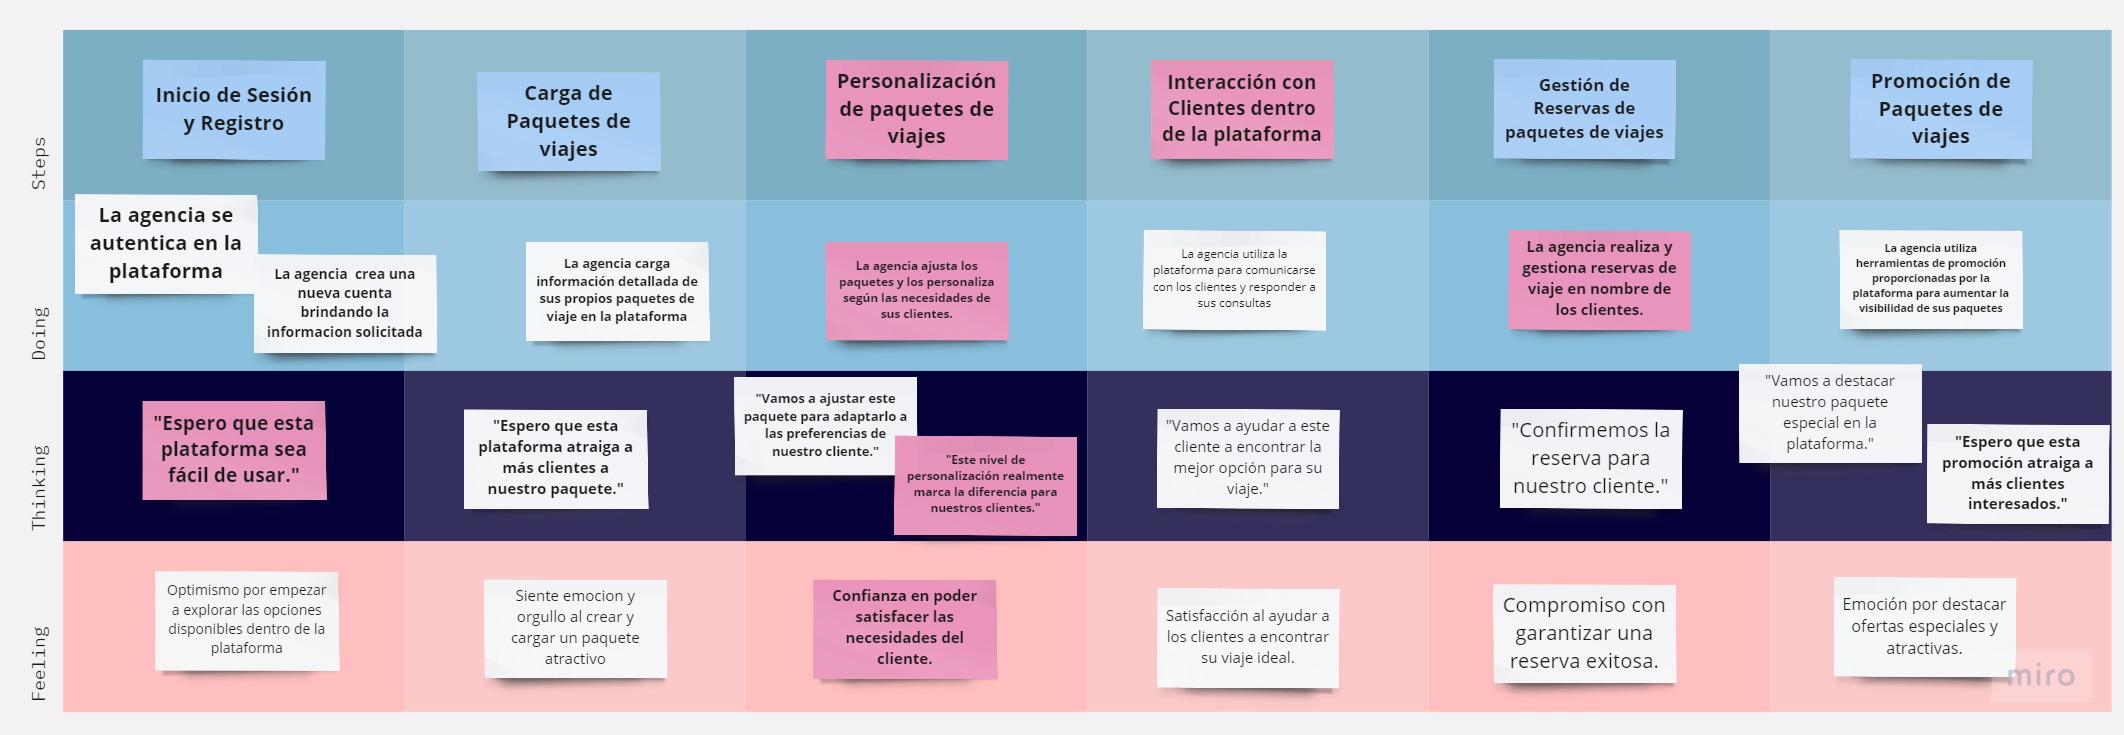 Steps
Inicio de Sesión
y Registro
Carga de
Paquetes de
viajes
Personalización
de paquetes de
viajes
Interacción con
Clientes dentro
de la plataforma
Gestión de
Reservas de
paquetes de viajes
Promoción de
Paquetes de
viajes
Doing
La agencia se
autentica en la
plataforma
La agencia  crea una
nueva cuenta
brindando la
informacion solicitada
La agencia carga
información detallada de
sus propios paquetes de
viaje en la plataforma
La agencia ajusta los
paquetes y los personaliza
según las necesidades de
sus clientes.
La agencia utiliza la
plataforma para comunicarse
con los clientes y responder a
sus consultas
La agencia realiza y
gestiona reservas de
viaje en nombre de
los clientes.
La agencia utiliza
herramientas de promoción
proporcionadas por la
plataforma para aumentar la
visibilidad de sus paquetes
Thinking
"Espero que esta
plataforma sea
fácil de usar."
"Espero que esta
plataforma atraiga a
más clientes a
nuestro paquete."
"Vamos a ajustar este
paquete para adaptarlo a
las preferencias de
nuestro cliente."
"Este nivel de
personalización realmente
marca la diferencia para
nuestros clientes."
"Vamos a ayudar a este
cliente a encontrar la
mejor opción para su
viaje."
"Confirmemos la
reserva para
nuestro cliente."
"Vamos a destacar
nuestro paquete
especial en la
plataforma."
"Espero que esta
promoción atraiga a
más clientes
interesados."
Feeling
Optimismo por empezar
a explorar las opciones
disponibles dentro de la
plataforma
Siente emocion y
orgullo al crear y
cargar un paquete
atractivo
Confianza en poder
satisfacer las
necesidades del
cliente.
Satisfacción al ayudar a
los clientes a encontrar
su viaje ideal.
Compromiso con
garantizar una
reserva exitosa.
Emoción por destacar
ofertas especiales y
atractivas.
miro